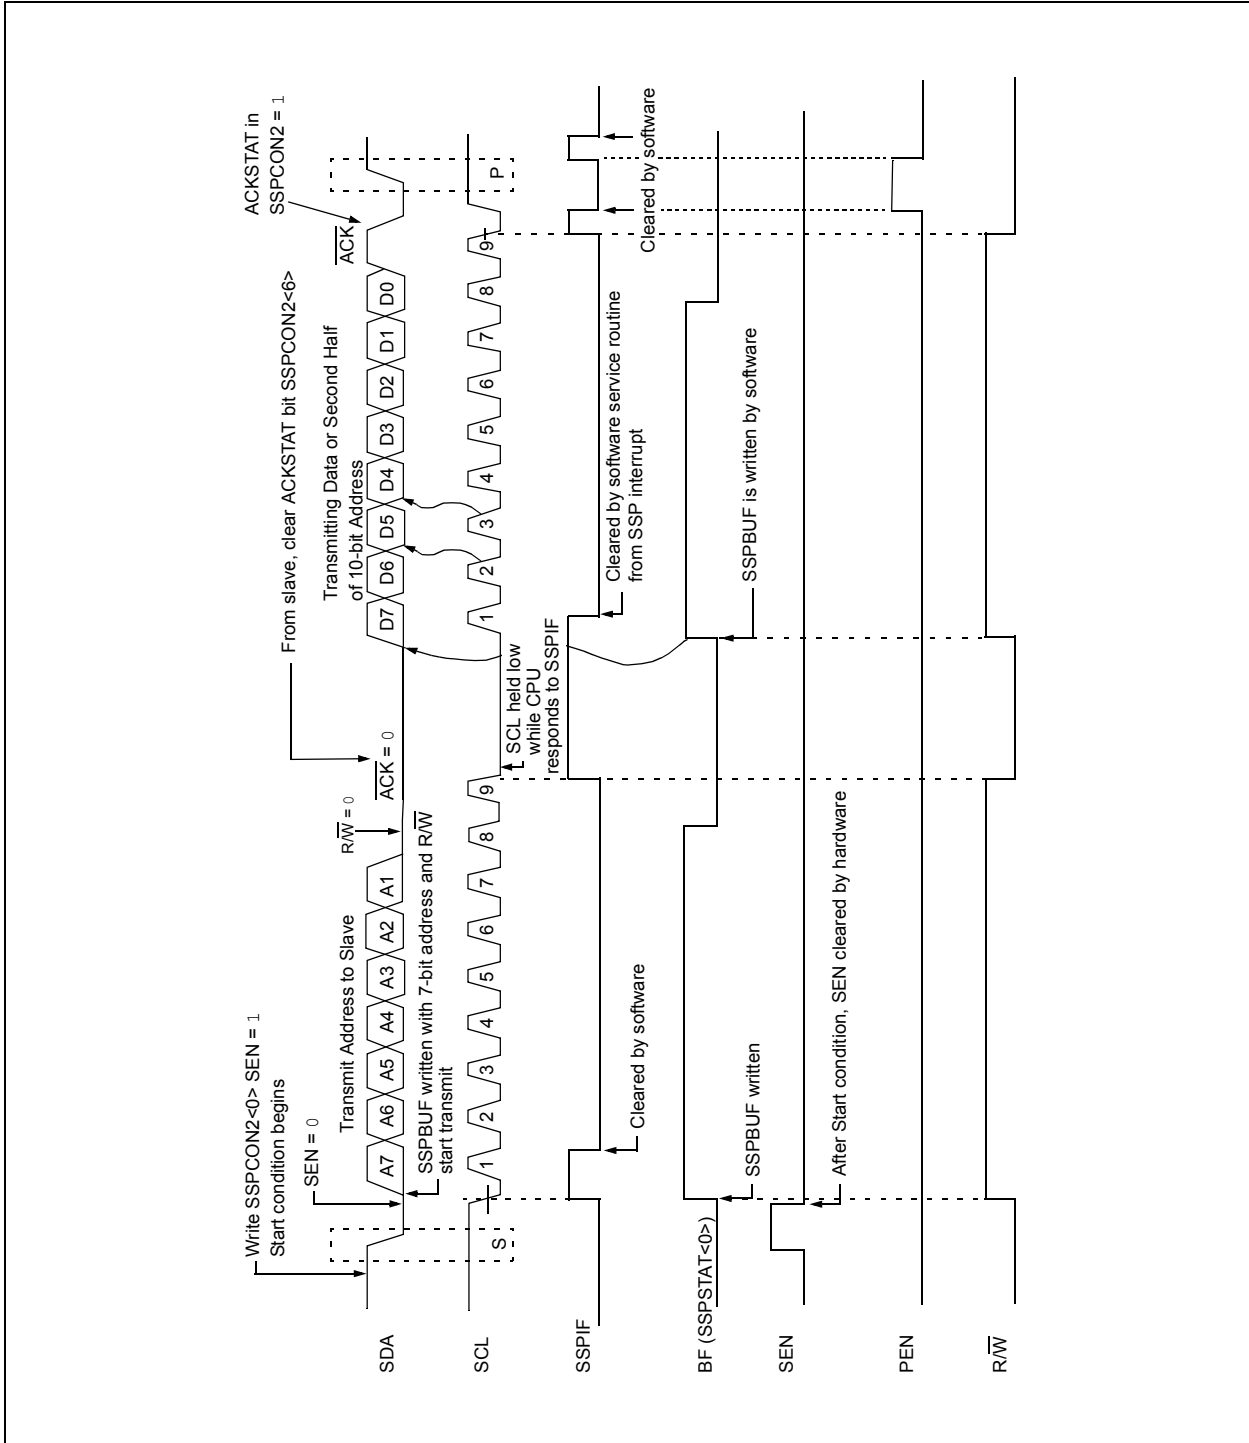 Write SSPCON2<0> SEN = 1
Start condition begins
SEN = 0
Transmit Address to Slave
R/W = 0
From slave, clear ACKSTAT bit SSPCON2<6>
ACK = 0
Transmitting Data or Second Half
of 10-bit Address
ACK
ACKSTAT in
SSPCON2 = 1
SDA
A7 A6 A5 A4 A3 A2 A1
D7 D6 D5 D4 D3 D2 D1 D0
SSPBUF written with 7-bit address and R/W
start transmit
SCL
S
1 2 3 4 5 6 7 8 9
1 2 3 4 5 6 7 8 9
P
SCL held low
while CPU
responds to SSPIF
SSPIF
Cleared by software
Cleared by software service routine
from SSP interrupt
Cleared by software
BF (SSPSTAT<0>)
SSPBUF written
SSPBUF is written by software
SEN
After Start condition, SEN cleared by hardware
PEN
R/W